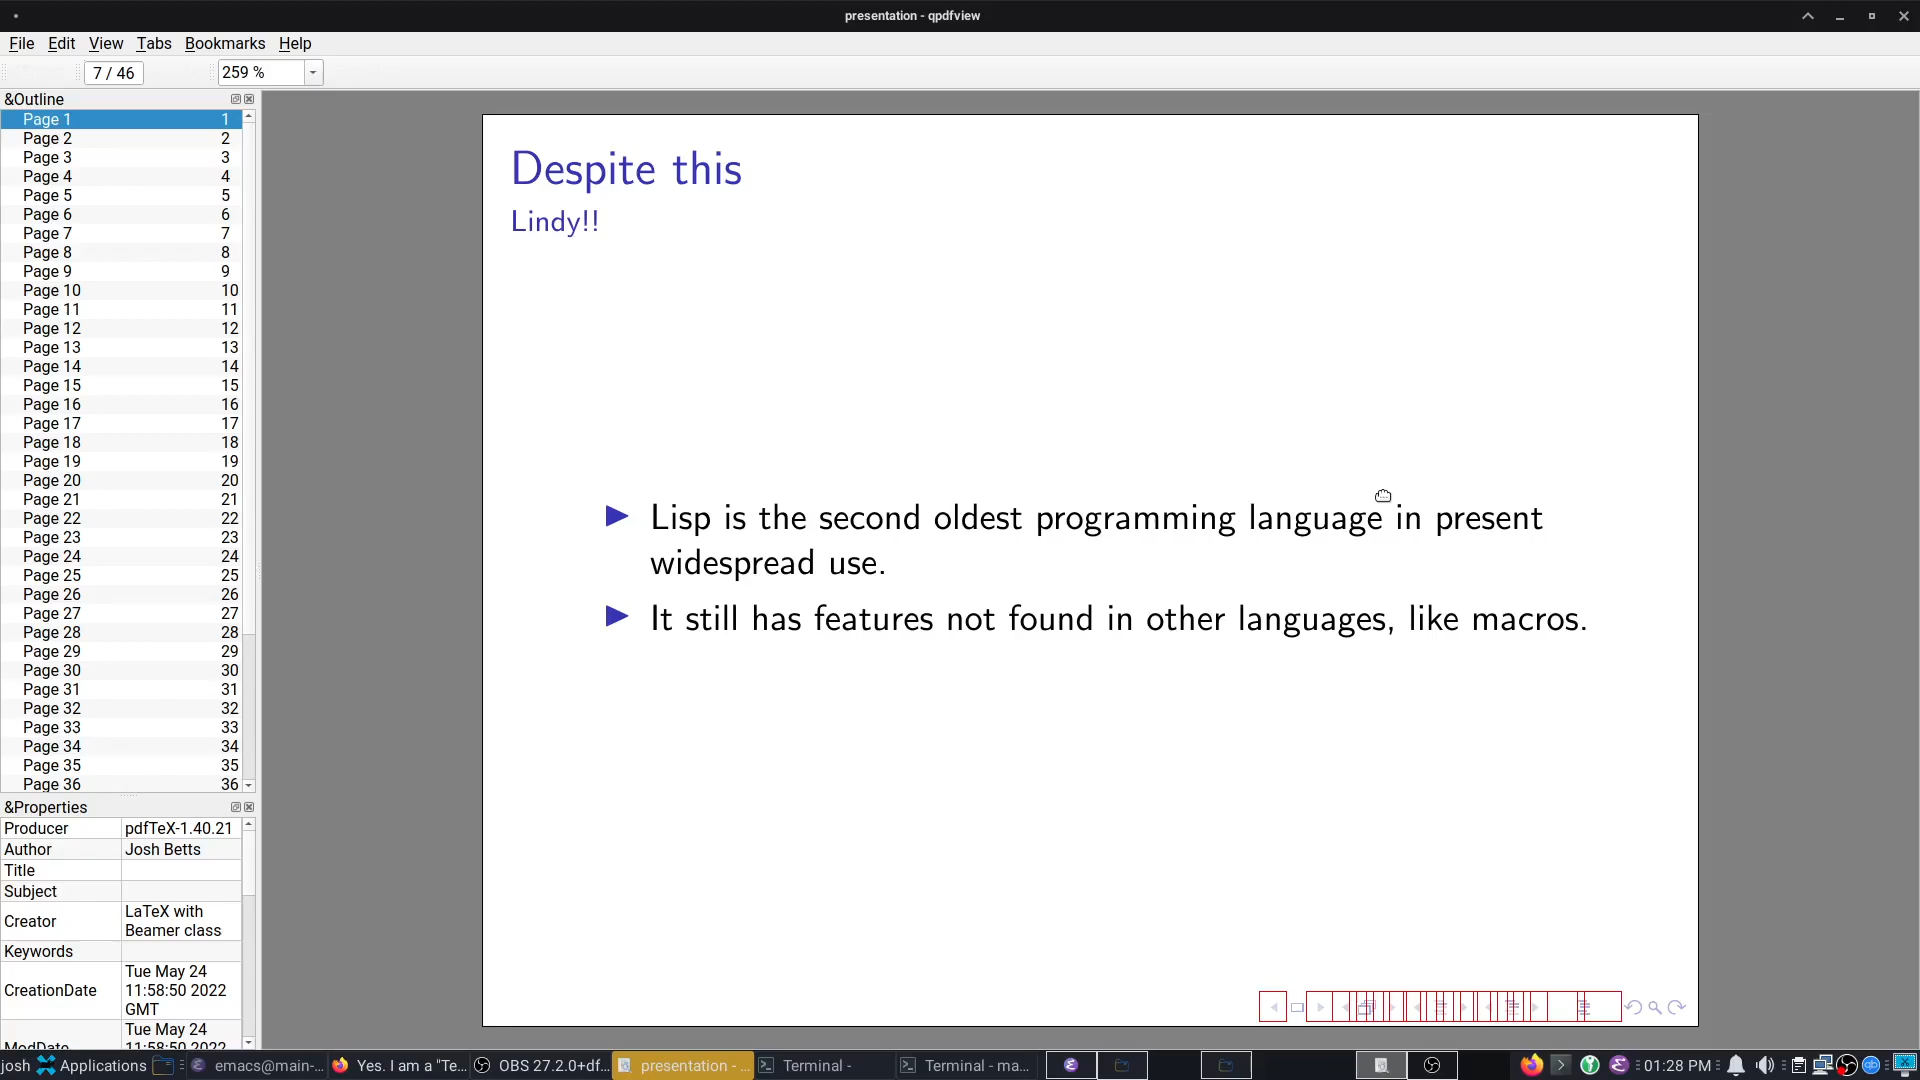 presentation - qpdfview
File Edit View Tabs Bookmarks Help
7 / 46 259 %
&Outline
Page 1 1
Page 2 2
Page 3 3
Page 4 4
Page 5 5
Page 6 6
Page 7 7
Page 8 8
Page 9 9
Page 10 10
Page 11 11
Page 12 12
Page 13 13
Page 14 14
Page 15 15
Page 16 16
Page 17 17
Page 18 18
Page 19 19
Page 20 20
Page 21 21
Page 22 22
Page 23 23
Page 24 24
Page 25 25
Page 26 26
Page 27 27
Page 28 28
Page 29 29
Page 30 30
Page 31 31
Page 32 32
Page 33 33
Page 34 34
Page 35 35
Page 36 36
&Properties
Producer pdfTeX-1.40.21
Author Josh Betts
Title
Subject
Creator LaTeX with
Beamer class
Keywords
CreationDate Tue May 24
11:58:50 2022
GMT
ModDate Tue May 24
11:58:50 2022
Despite this
Lindy!!
Lisp is the second oldest programming language in present
widespread use.
It still has features not found in other languages, like macros.
josh Applications emacs@main-... Yes. I am a "Te... OBS 27.2.0+df... presentation - ... Terminal - Terminal - ma... 01:28 PM